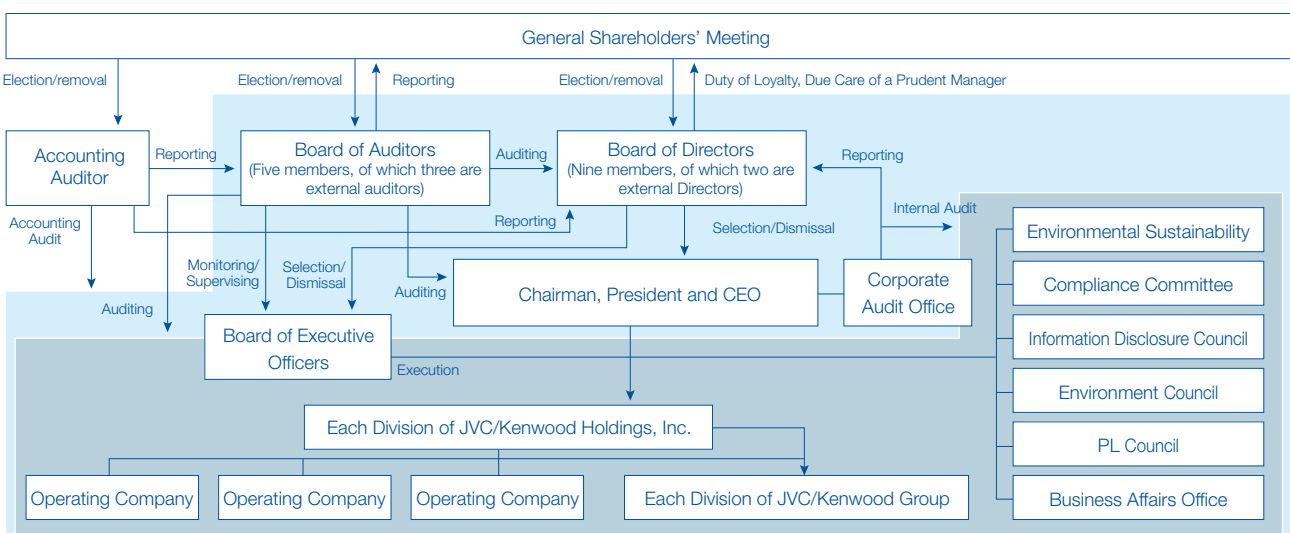 General Shareholders' Meeting
Election/removal
Election/removal
Reporting
Election/removal
Duty of Loyalty, Due Care of a Prudent Manager
Accounting
Auditor
Reporting
Board of Auditors
(Five members, of which three are
external auditors)
Auditing
Board of Directors
(Nine members, of which two are
external Directors)
Reporting
Accounting
Audit
Reporting
Selection/Dismissal
Internal Audit
Monitoring/
Supervising
Selection/
Dismissal
Auditing
Auditing
Chairman, President and CEO
Corporate
Audit Office
Board of Executive
Officers
Execution
Environmental Sustainability
Compliance Committee
Information Disclosure Council
Environment Council
PL Council
Business Affairs Office
Each Division of JVC/Kenwood Holdings, Inc.
Operating Company
Operating Company
Operating Company
Each Division of JVC/Kenwood Group